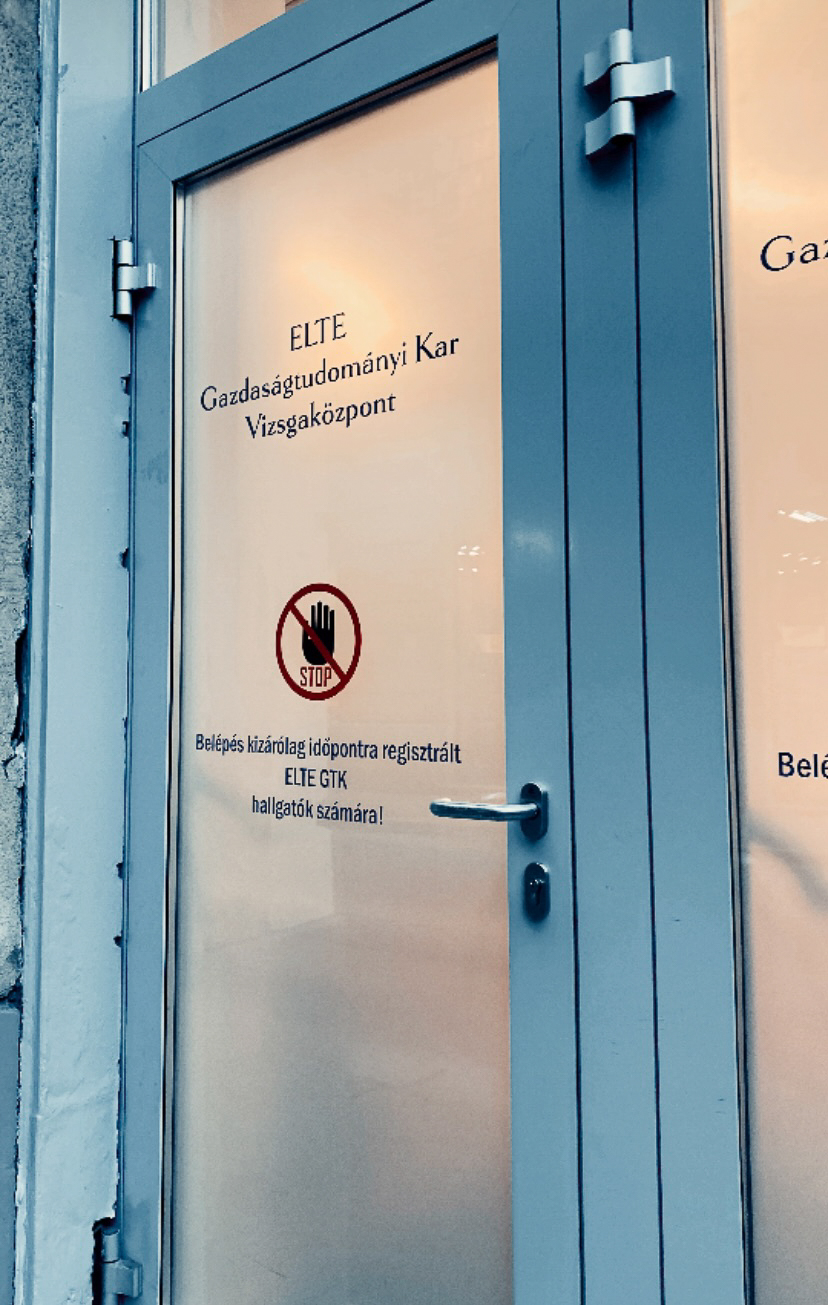 ELTE
Gazdaságtudományi Kar
Vizsgaközpont
STOP
Belépés kizárólag időpontra regisztrált
ELTE GTK
hallgatók számára!